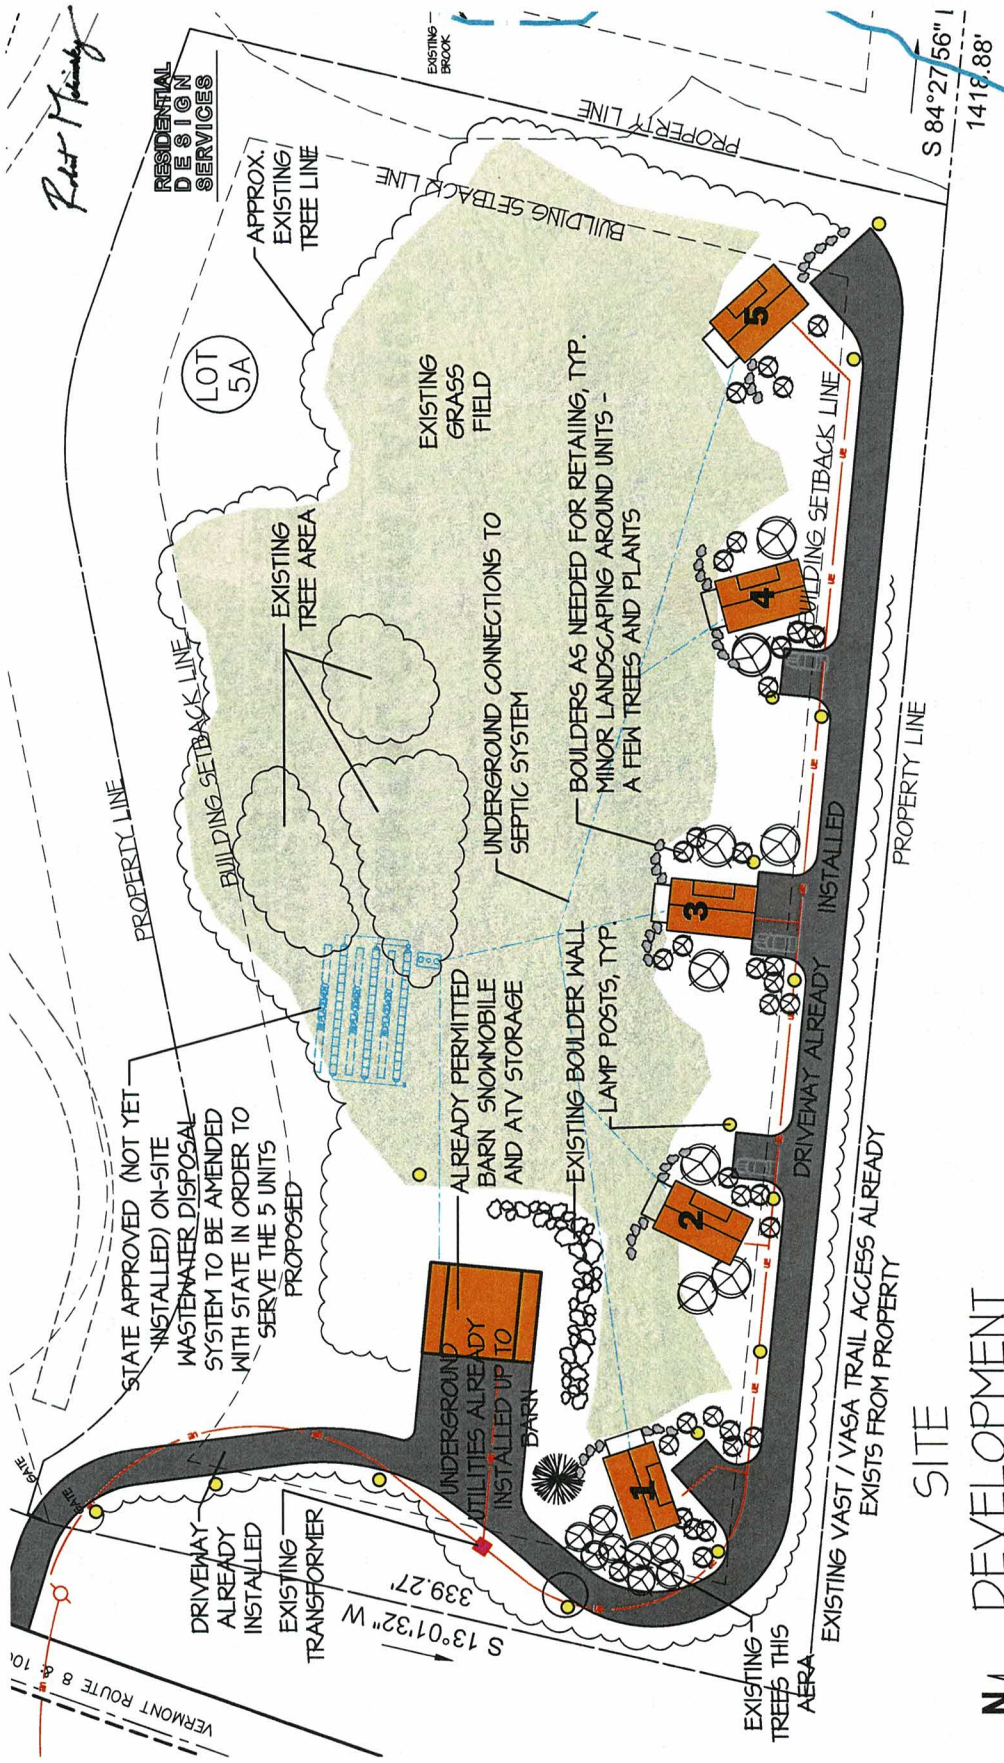 RESIDENTIAL
DESIGN
SERVICES
EXISTING
BROOK
S 84°27'56"
1418.88'
PROPERTY LINE
BUILDING SETBACK LINE
APPROX.
EXISTING
TREE LINE
LOT
5A
EXISTING
GRASS
FIELD
EXISTING
TREE AREA
PROPERTY LINE
BUILDING SETBACK LINE
UNDERGROUND CONNECTIONS TO
SEPTIC SYSTEM
BOULDERS AS NEEDED FOR RETAING, TYP.
MINOR LANDSCAPING AROUND UNITS -
A FEW TREES AND PLANTS
STATE APPROVED (NOT YET
INSTALLED) ON-SITE
WASTEWATER DISPOSAL
SYSTEM TO BE AMENDED
WITH STATE IN ORDER TO
SERVE THE 5 UNITS
PROPOSED
ALREADY PERMITTED
BARN SNOWMOBILE
AND ATV STORAGE
EXISTING BOULDER WALL
LAMP POSTS, TYP.
UNDERGROUND
UTILITIES ALREADY
INSTALLED UP TO
BARN
GATE
GATE
DRIVEWAY
ALREADY
INSTALLED
EXISTING
TRANSFORMER
S 13°01'32" W
339.27'
VERMONT ROUTE 8 &
EXISTING
TREES THIS
AERA
1
2
3
4
5
BUILDING SETBACK LINE
DRIVEWAY ALREADY INSTALLED
PROPERTY LINE
EXISTING VAST / VASA TRAIL ACCESS ALREADY
EXISTS FROM PROPERTY
SITE
DEVELOPMENT
N